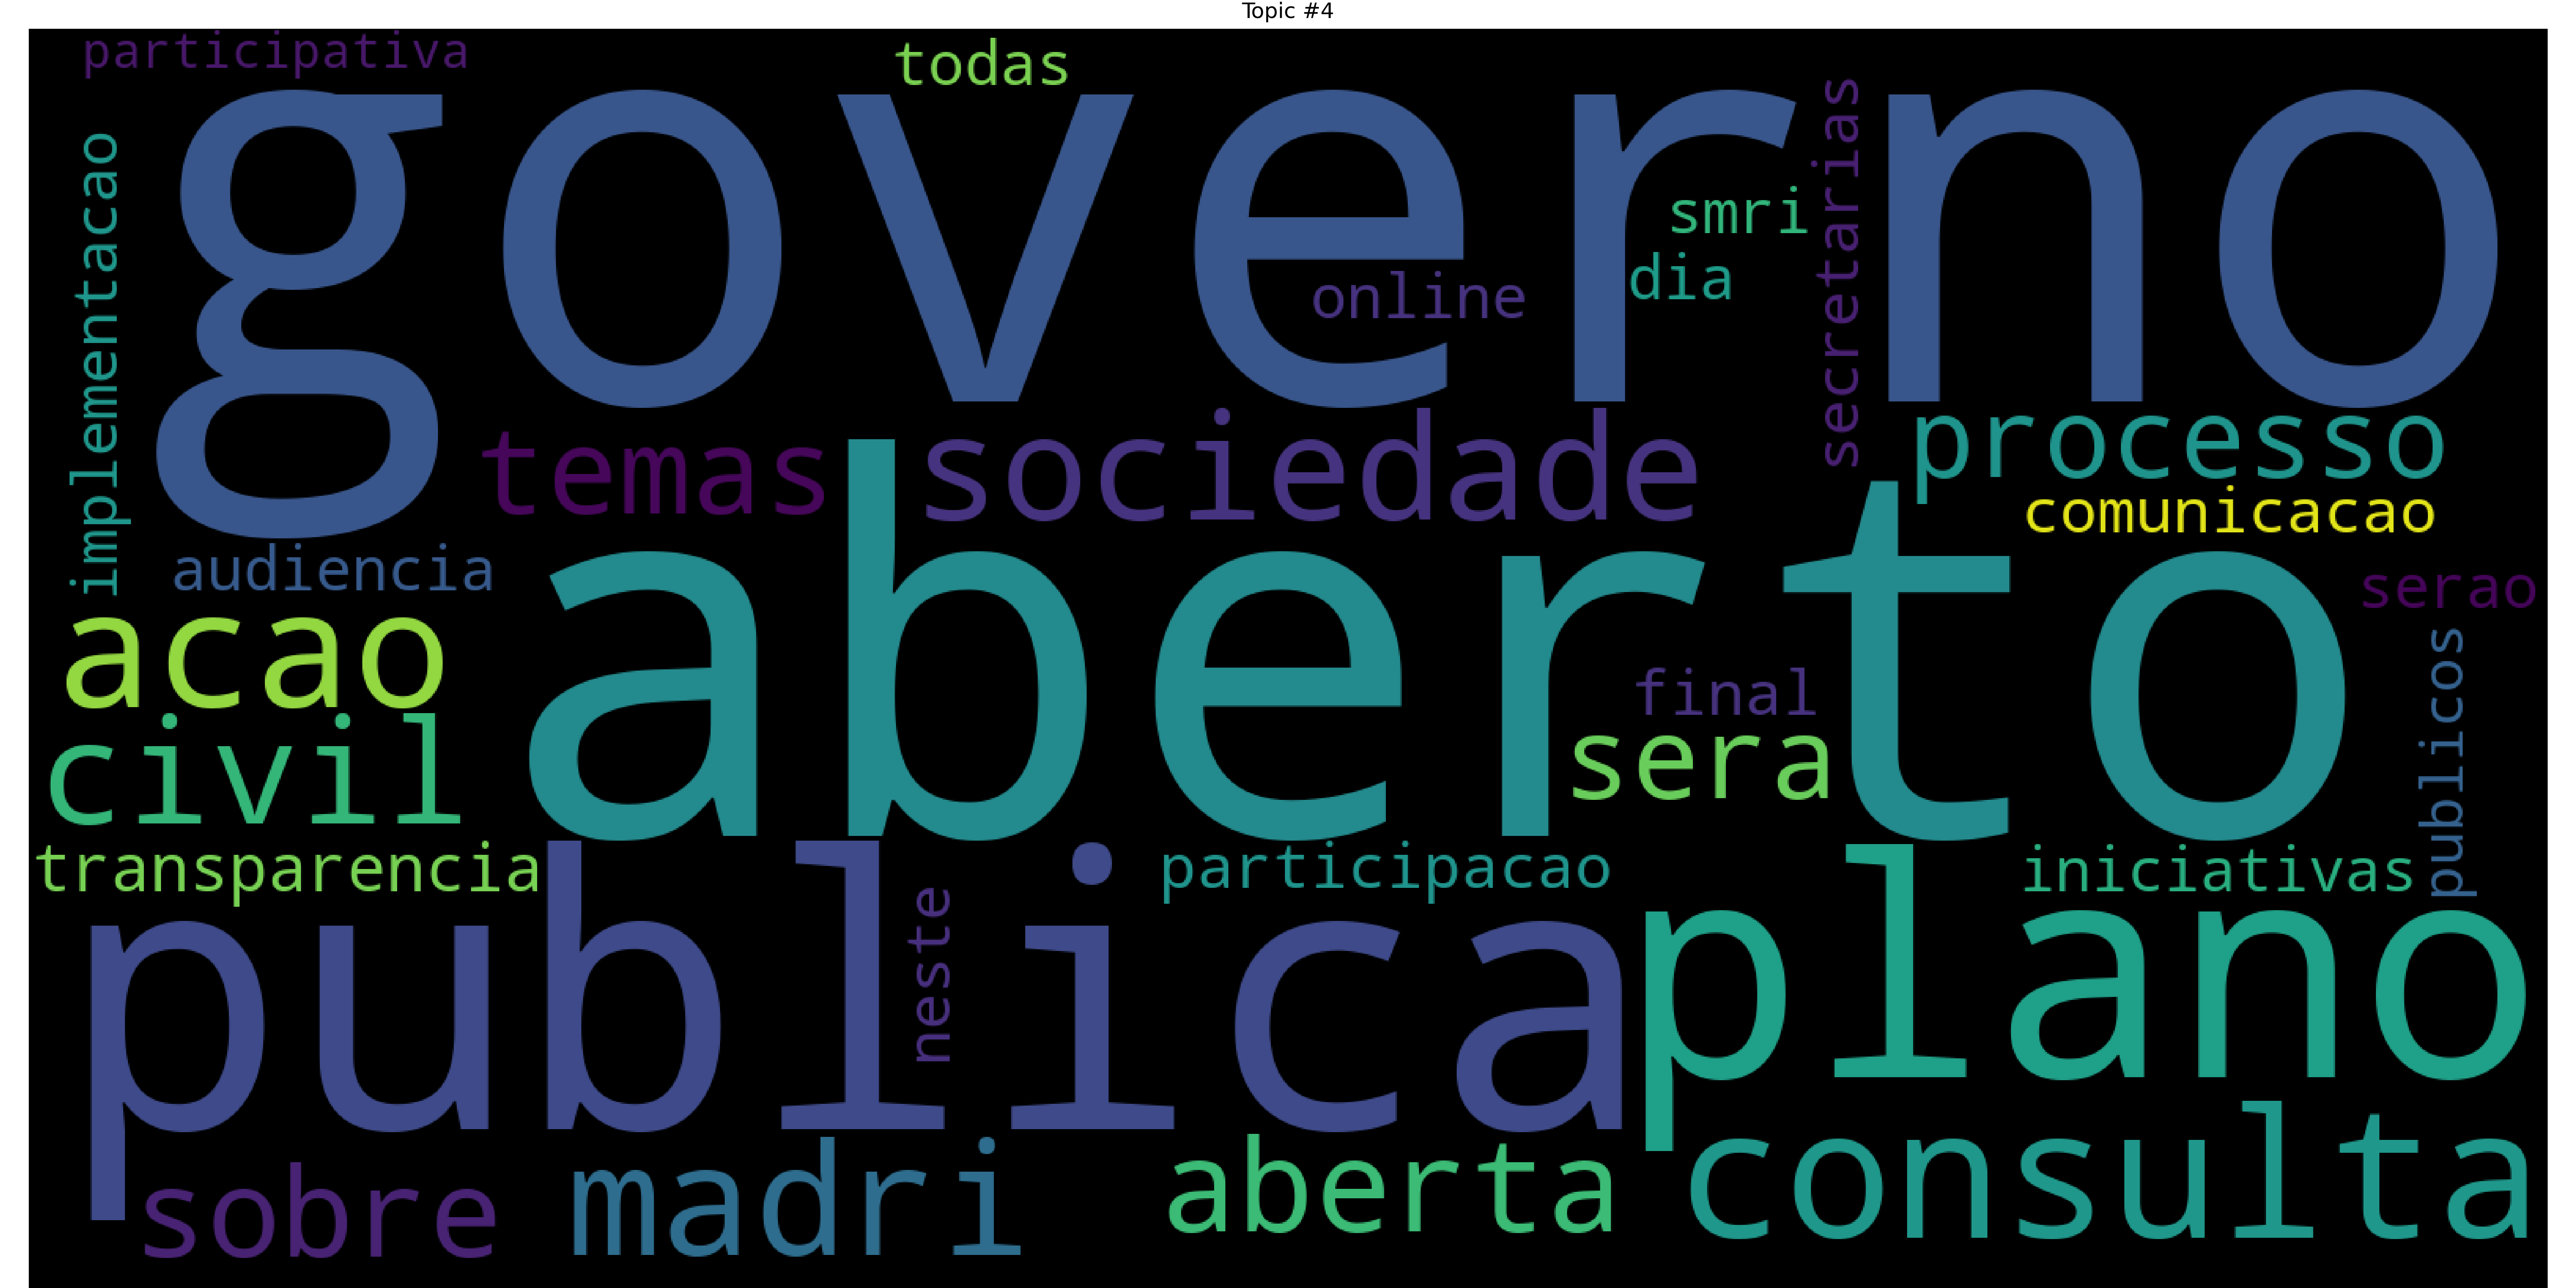 Topic #4
participativa
todas
governo
implementacao
smri
secretarias
dia
online
temas
sociedade
processo
comunicacao
audiencia
aberto
serao
acao
final
publicos
civil
sera
transparencia
participacao
iniciativas
publica
neste
plano
sobre
madri
aberta
consulta